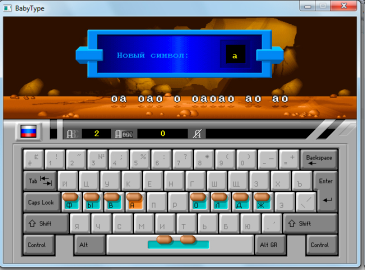 BabyType
Новый символ: а
оа оао о оаоао ао ао
2 0
Backspace
Tab Й Ц У К Е Н Г Ш Щ З Х Ъ Enter
Caps Lock Ф Ы В А П Р О Л Д Ж Э
Shift Я Ч С М И Т Ь Б Ю Shift
Control Alt Alt GR Control